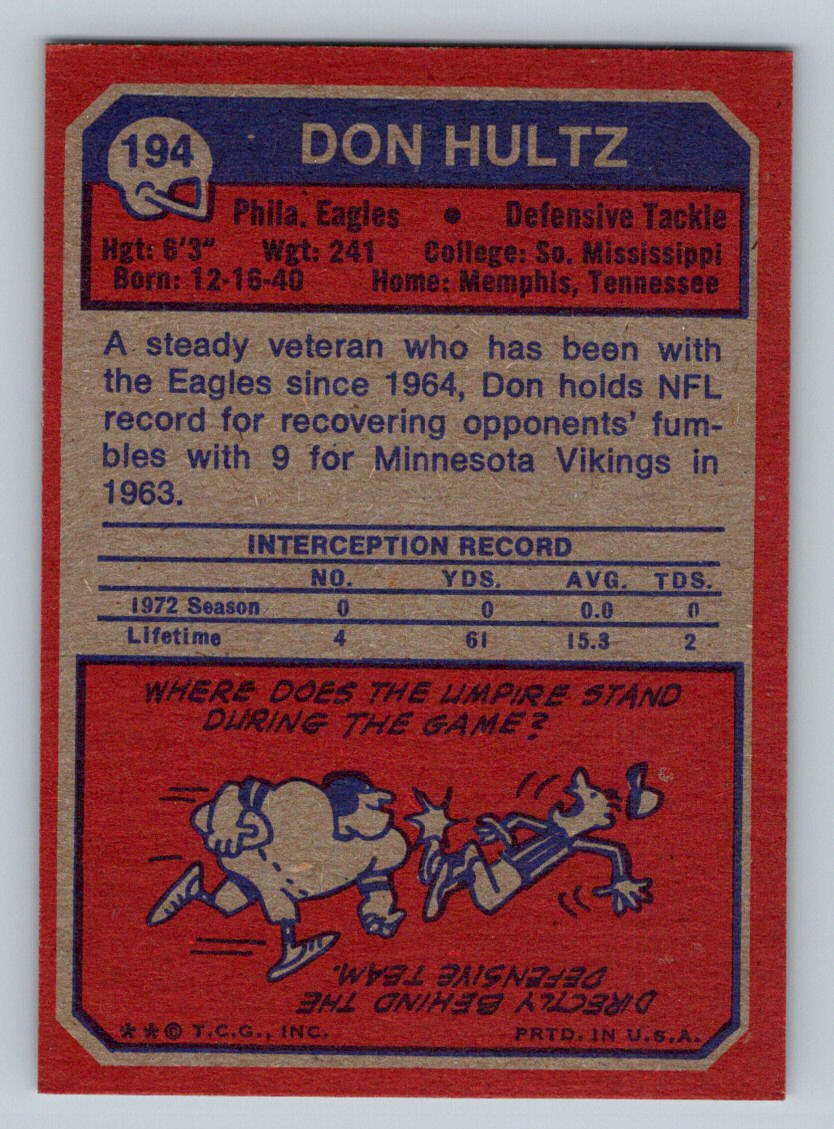 194
DON HULTZ
Phila. Eagles • Defensive Tackle
Hgt: 6'3" Wgt: 241 College: So. Mississippi
Born: 12-16-40 Home: Memphis, Tennessee
A steady veteran who has been with
the Eagles since 1964, Don holds NFL
record for recovering opponents' fum-
bles with 9 for Minnesota Vikings in
1963.
INTERCEPTION RECORD
NO. YDS. AVG. TDS.
1972 Season 0 0 0.0 0
Lifetime 4 61 15.3 2
WHERE DOES THE UMPIRE STAND
DURING THE GAME?
DIRECTLY BEHIND THE
DEFENSIVE TEAM.
**© T.C.G., INC. PRTD. IN U.S.A.